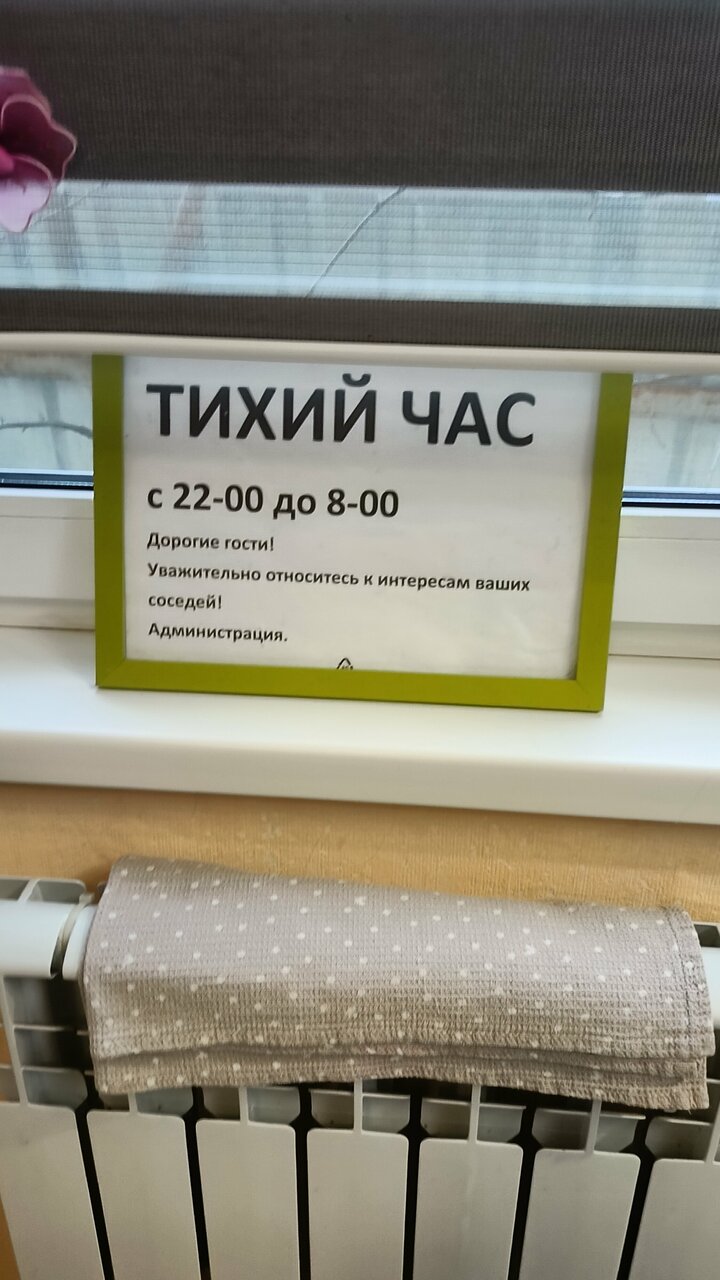 ТИХИЙ ЧАС
с 22-00 до 8-00
Дорогие гости!
Уважительно относитесь к интересам ваших
соседей!
Администрация.